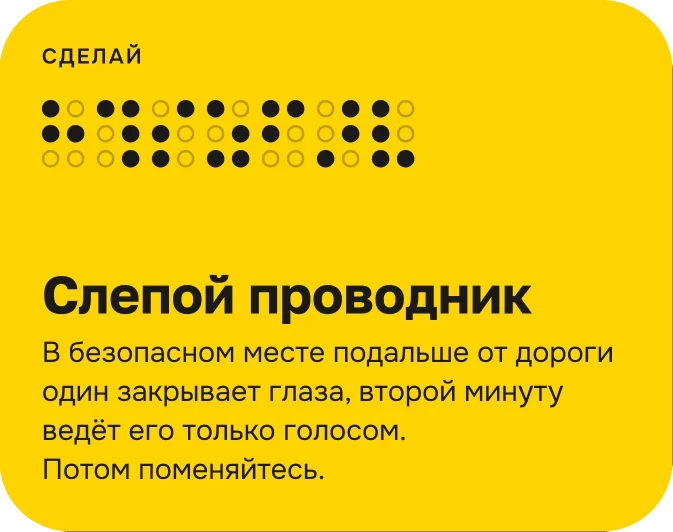 СДЕЛАЙ
⠓⠹⠎⠵⠋⠜⠧
Слепой проводник
В безопасном месте подальше от дороги
один закрывает глаза, второй минуту
ведёт его только голосом.
Потом поменяйтесь.